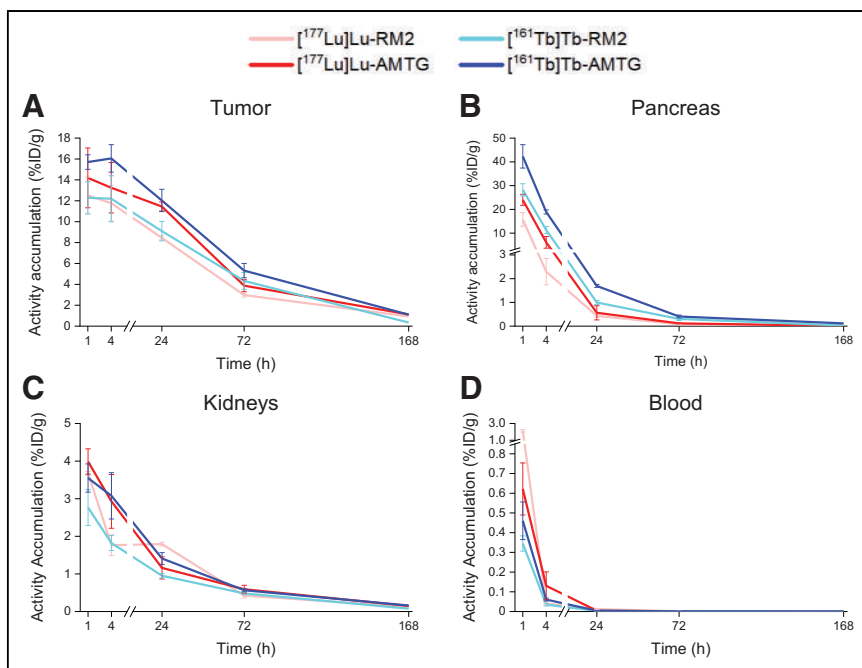 [¹⁷⁷Lu]Lu-RM2 [¹⁶¹Tb]Tb-RM2
[¹⁷⁷Lu]Lu-AMTG [¹⁶¹Tb]Tb-AMTG
A Tumor
Activity accumulation (%ID/g)
18
16
14
12
10
8
6
4
2
0
1 4 24 72 168
Time (h)
B Pancreas
Activity accumulation (%ID/g)
50
40
30
20
10
3
2
1
0
1 4 24 72 168
Time (h)
C Kidneys
Activity Accumulation (%ID/g)
5
4
3
2
1
0
1 4 24 72 168
Time (h)
D Blood
Activity Accumulation (%ID/g)
3.0
1.0
0.8
0.7
0.6
0.5
0.4
0.3
0.2
0.1
0
1 4 24 72 168
Time (h)